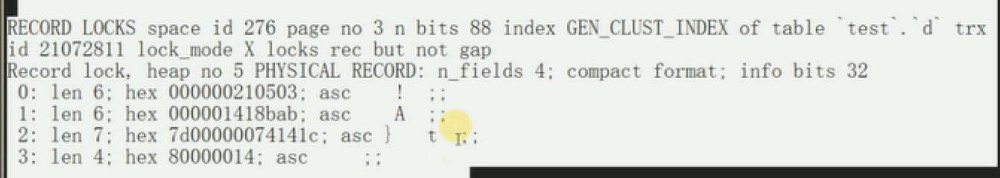 RECORD LOCKS space id 276 page no 3 n bits 88 index GEN_CLUST_INDEX of table `test`.`d` trx
id 21072811 lock_mode X locks rec but not gap
Record lock, heap no 5 PHYSICAL RECORD: n_fields 4; compact format; info bits 32
0: len 6; hex 000000210503; asc    !  ;;
1: len 6; hex 000001418bab; asc    A  ;;
2: len 7; hex 7d00000074141c; asc }   t  ;;
3: len 4; hex 80000014; asc     ;;